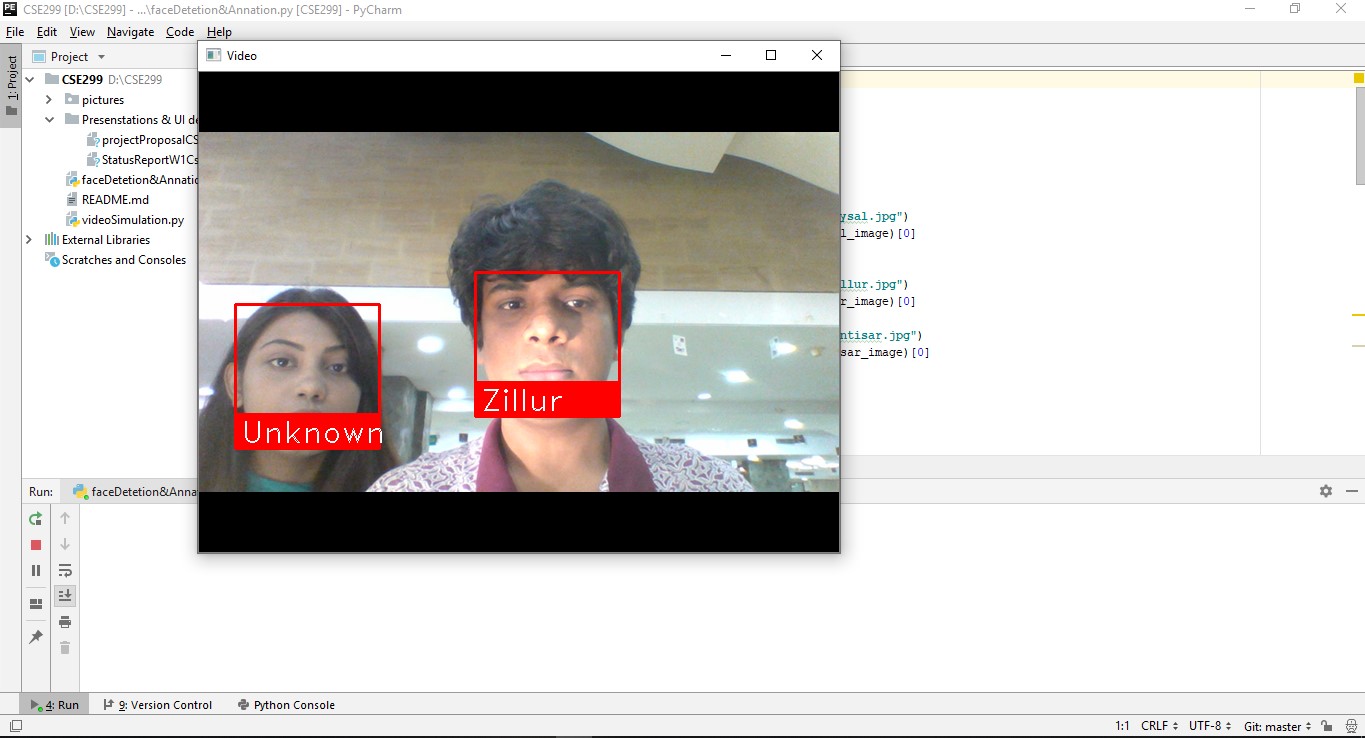 CSE299 [D:\CSE299] - ...\faceDetetion&Annation.py [CSE299] - PyCharm
File Edit View Navigate Code Help
1: Project
Project
Video
CSE299 D:\CSE299
pictures
Presenstations & UI de
projectProposalCS
StatusReportW1Cs
faceDetetion&Annatic
README.md
videoSimulation.py
External Libraries
Scratches and Consoles
ysal.jpg")
l_image)[0]
llur.jpg")
r_image)[0]
ntisar.jpg")
sar_image)[0]
Zillur
Unknown
Run: faceDetetion&Anna
4: Run 9: Version Control Python Console
1:1 CRLF UTF-8 Git: master